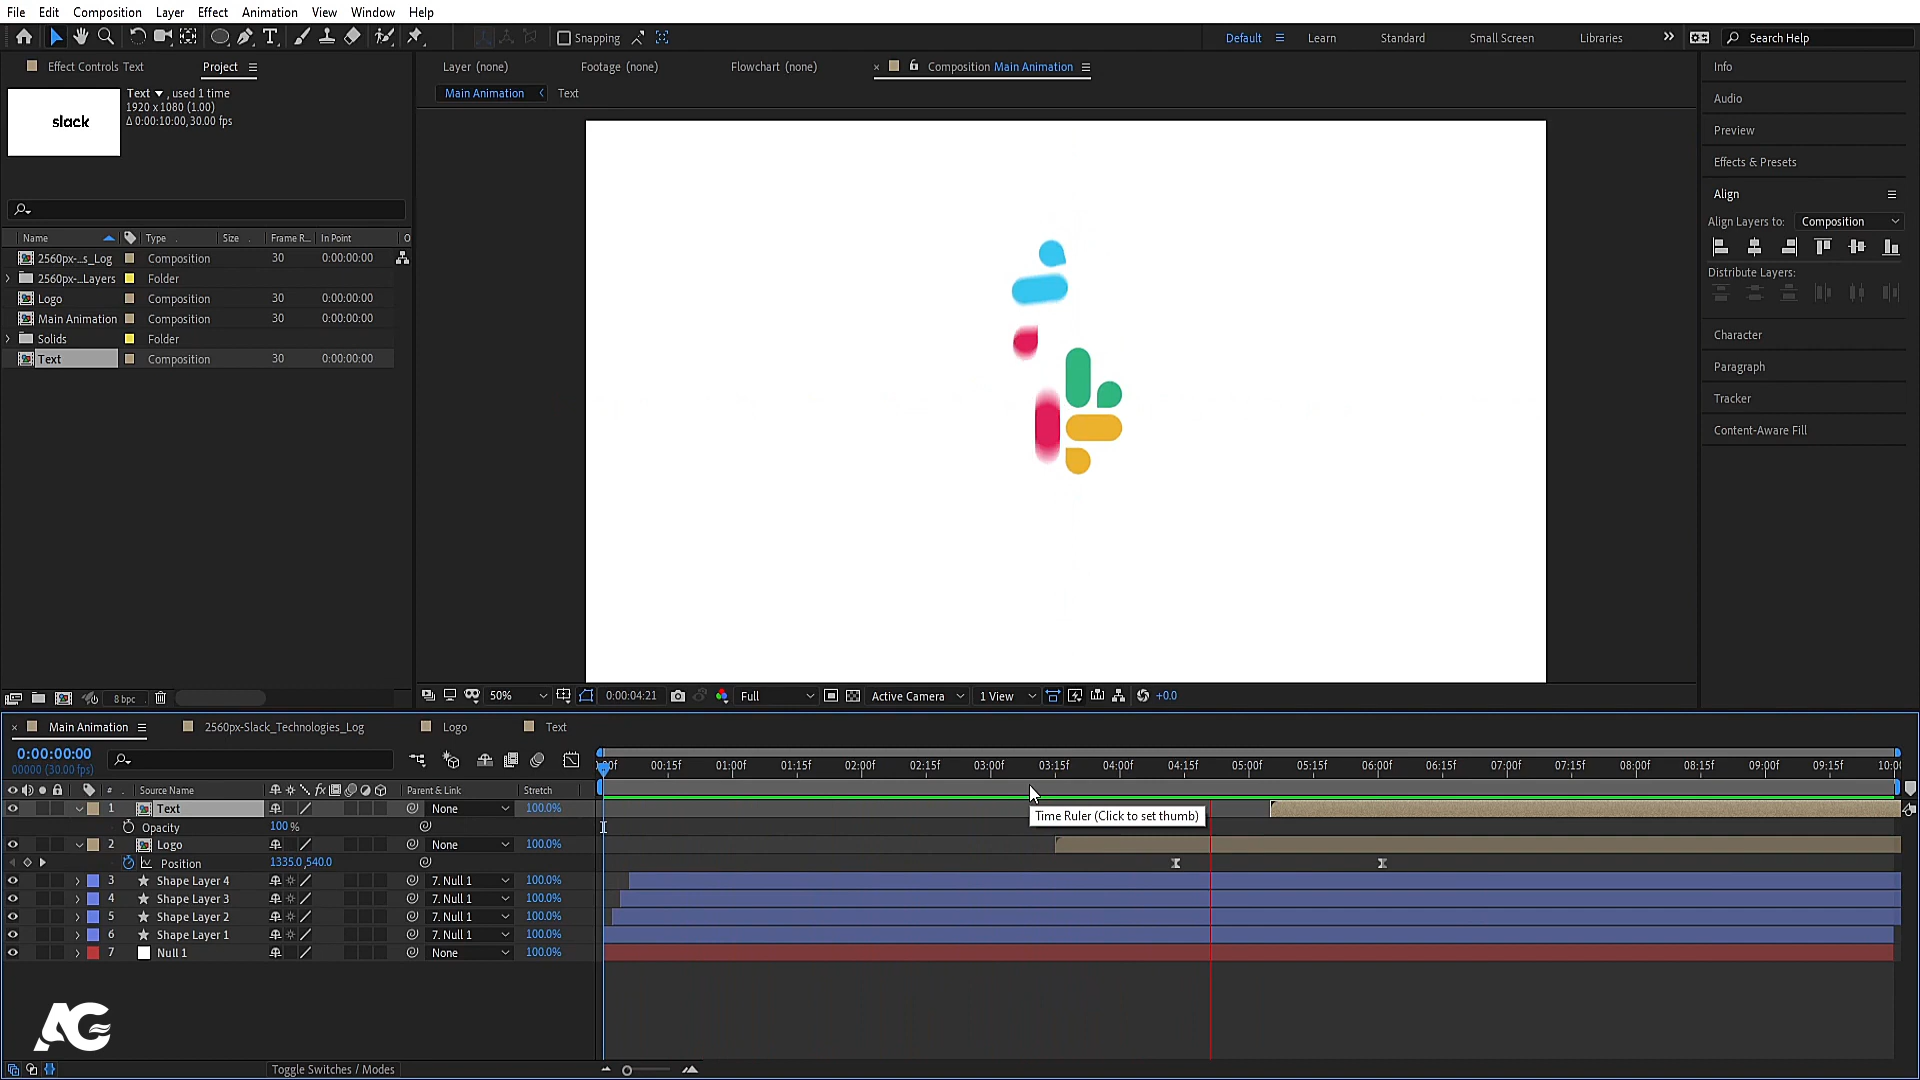 File Edit Composition Layer Effect Animation View Window Help
Snapping
Default Learn Standard Small Screen Libraries Search Help
Effect Controls Text Project
Layer (none) Footage (none) Flowchart (none) Composition Main Animation
Main Animation Text
Text , used 1 time
1920 x 1080 (1.00)
Δ 0:00:10:00, 30.00 fps
slack
Name Type Size Frame R... In Point O
2560px-...s_Log Composition 30 0:00:00:00
2560px-...Layers Folder
Logo Composition 30 0:00:00:00
Main Animation Composition 30 0:00:00:00
Solids Folder
Text Composition 30 0:00:00:00
Info
Audio
Preview
Effects & Presets
Align
Align Layers to: Composition
Distribute Layers:
Character
Paragraph
Tracker
Content-Aware Fill
8 bpc
50% 0:00:04:21 Full Active Camera 1 View +0.0
Main Animation 2560px-Slack_Technologies_Log Logo Text
0:00:00:00
00000 (30.00 fps)
00:15f 01:00f 01:15f 02:00f 02:15f 03:00f 03:15f 04:00f 04:15f 05:00f 05:15f 06:00f 06:15f 07:00f 07:15f 08:00f 08:15f 09:00f 09:15f 10:00
# Source Name fx Parent & Link Stretch
1 Text None 100.0%
Time Ruler (Click to set thumb)
Opacity 100 %
2 Logo None 100.0%
Position 1335.0,540.0
3 Shape Layer 4 7. Null 1 100.0%
4 Shape Layer 3 7. Null 1 100.0%
5 Shape Layer 2 7. Null 1 100.0%
6 Shape Layer 1 7. Null 1 100.0%
7 Null 1 None 100.0%
AG
Toggle Switches / Modes